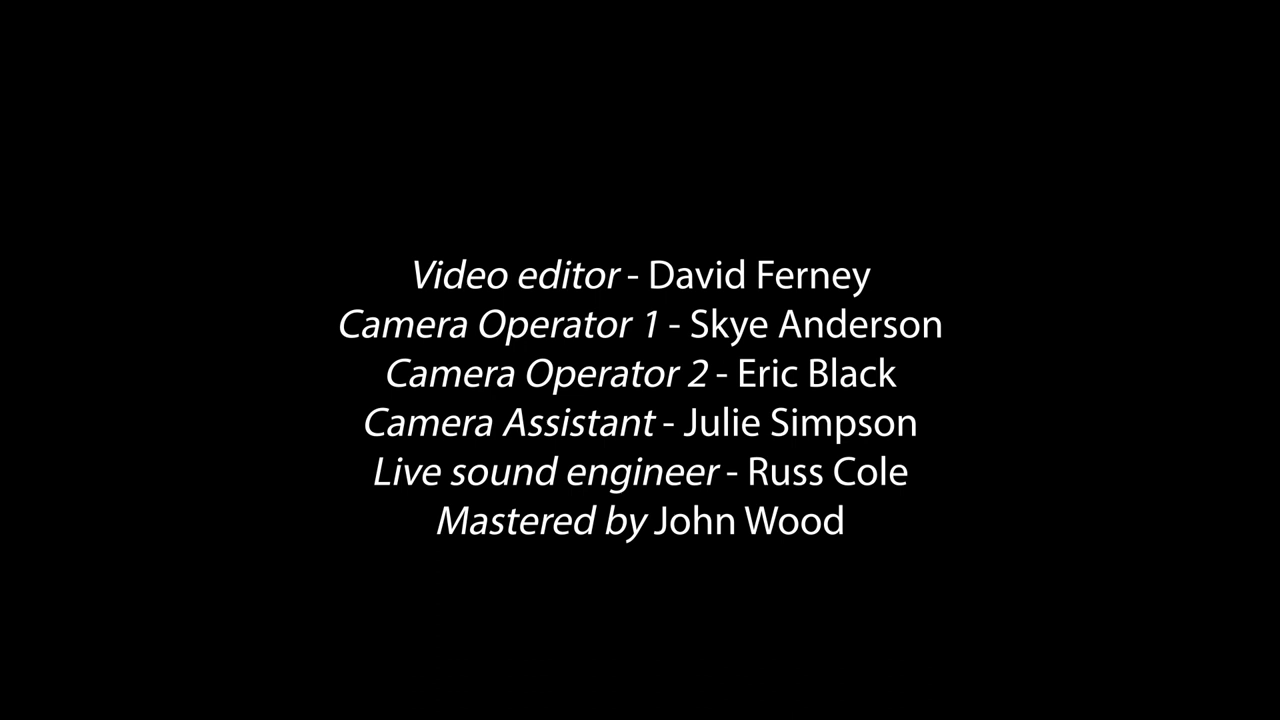 Video editor - David Ferney
Camera Operator 1 - Skye Anderson
Camera Operator 2 - Eric Black
Camera Assistant - Julie Simpson
Live sound engineer - Russ Cole
Mastered by John Wood